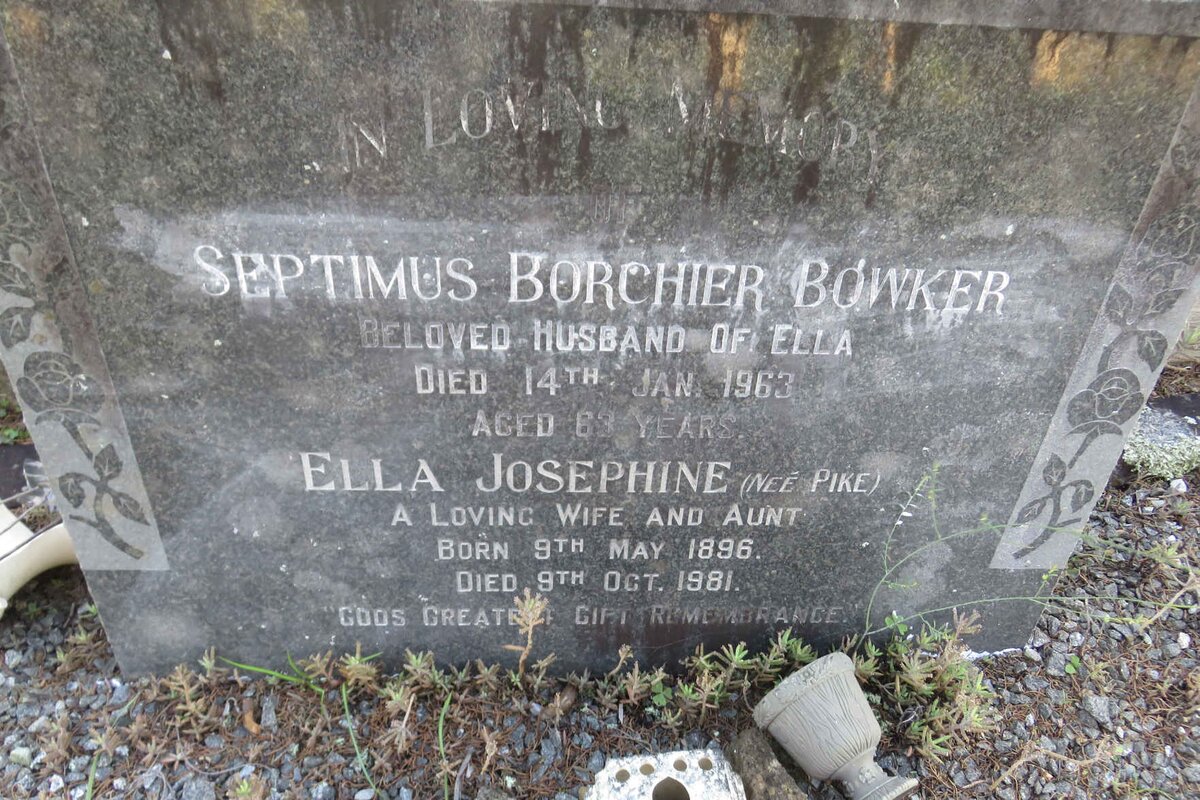 IN LOVING MEMORY
SEPTIMUS BORCHIER BOWKER
BELOVED HUSBAND OF ELLA
DIED 14TH JAN. 1963
AGED 63 YEARS.
ELLA JOSEPHINE (NEÉ PIKE)
A LOVING WIFE AND AUNT
BORN 9TH MAY 1896.
DIED 9TH OCT. 1981.
"GODS GREATEST GIFT REMEMBRANCE."